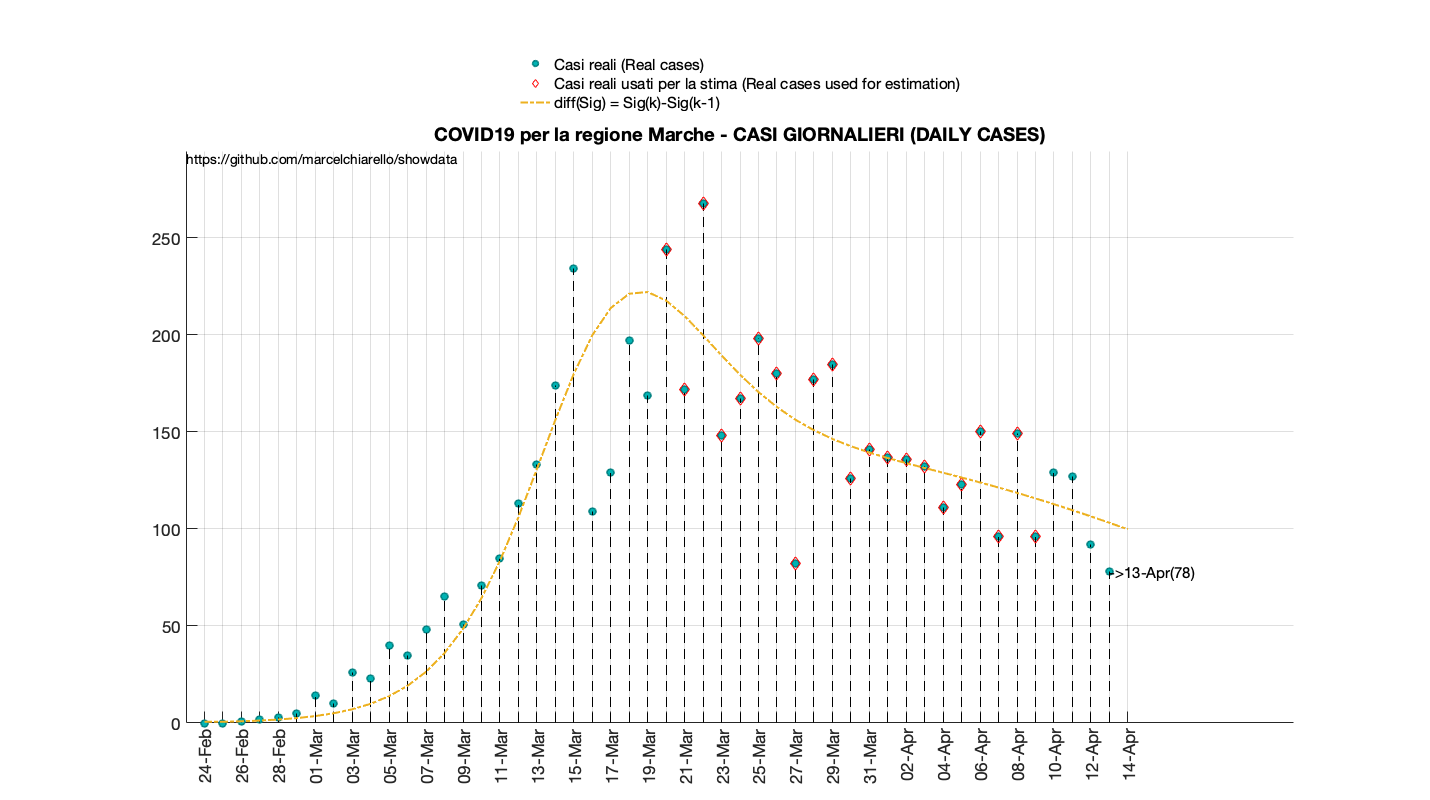 Casi reali (Real cases)
Casi reali usati per la stima (Real cases used for estimation)
diff(Sig) = Sig(k)-Sig(k-1)
COVID19 per la regione Marche - CASI GIORNALIERI (DAILY CASES)
https://github.com/marcelchiarello/showdata
250
200
150
100
50
0
->13-Apr(78)
24-Feb
26-Feb
28-Feb
01-Mar
03-Mar
05-Mar
07-Mar
09-Mar
11-Mar
13-Mar
15-Mar
17-Mar
19-Mar
21-Mar
23-Mar
25-Mar
27-Mar
29-Mar
31-Mar
02-Apr
04-Apr
06-Apr
08-Apr
10-Apr
12-Apr
14-Apr